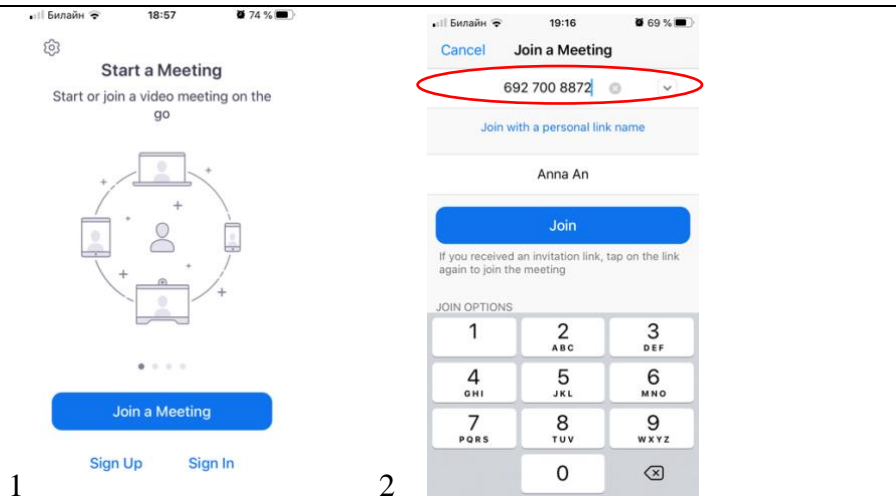 Билайн 18:57 74 %
Start a Meeting
Start or join a video meeting on the
go
Join a Meeting
Sign Up Sign In
1
Билайн 19:16 69 %
Cancel Join a Meeting
692 700 8872
Join with a personal link name
Anna An
Join
If you received an invitation link, tap on the link
again to join the meeting
JOIN OPTIONS
1 2 3
ABC DEF
4 5 6
GHI JKL MNO
7 8 9
PQRS TUV WXYZ
0
2